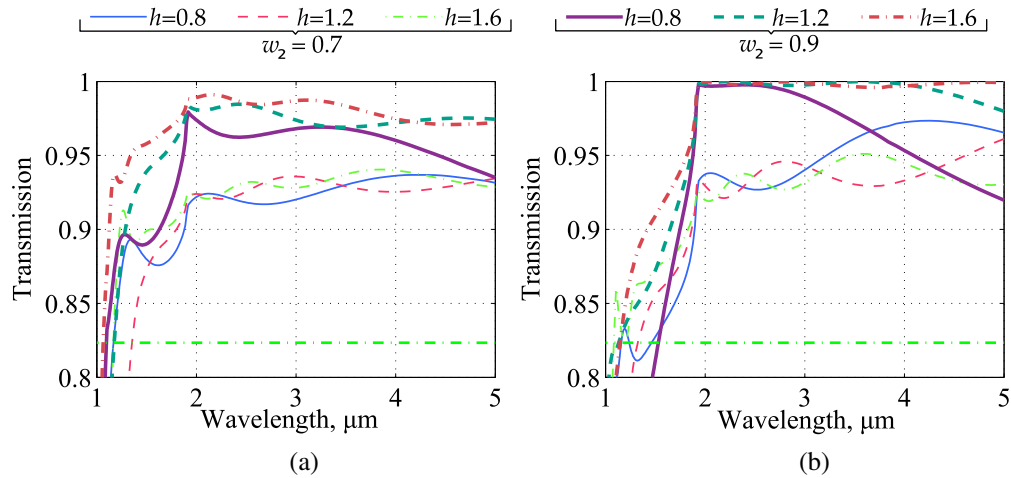 h=0.8 h=1.2 h=1.6
w₂ = 0.7
h=0.8 h=1.2 h=1.6
w₂ = 0.9
Transmission
1
0.95
0.9
0.85
0.8
1 2 3 4 5
Wavelength, μm
(a)
Transmission
1
0.95
0.9
0.85
0.8
1 2 3 4 5
Wavelength, μm
(b)